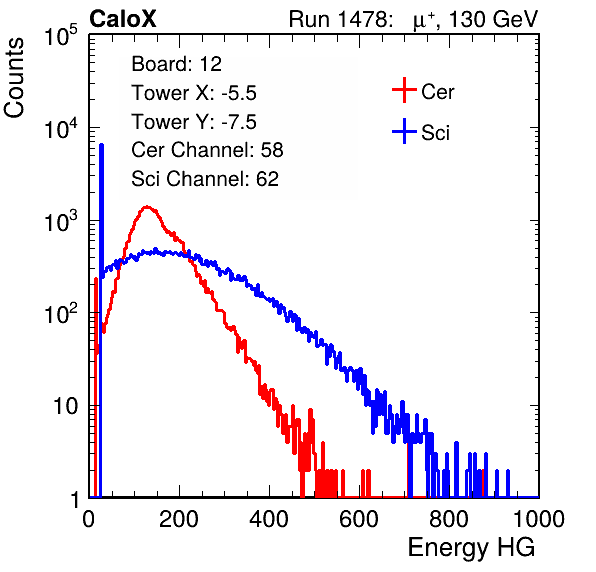 CaloX Run 1478: μ⁺, 130 GeV
Counts
Board: 12
Tower X: -5.5
Tower Y: -7.5
Cer Channel: 58
Sci Channel: 62
Cer
Sci
10⁵
10⁴
10³
10²
10
1
0 200 400 600 800 1000
Energy HG